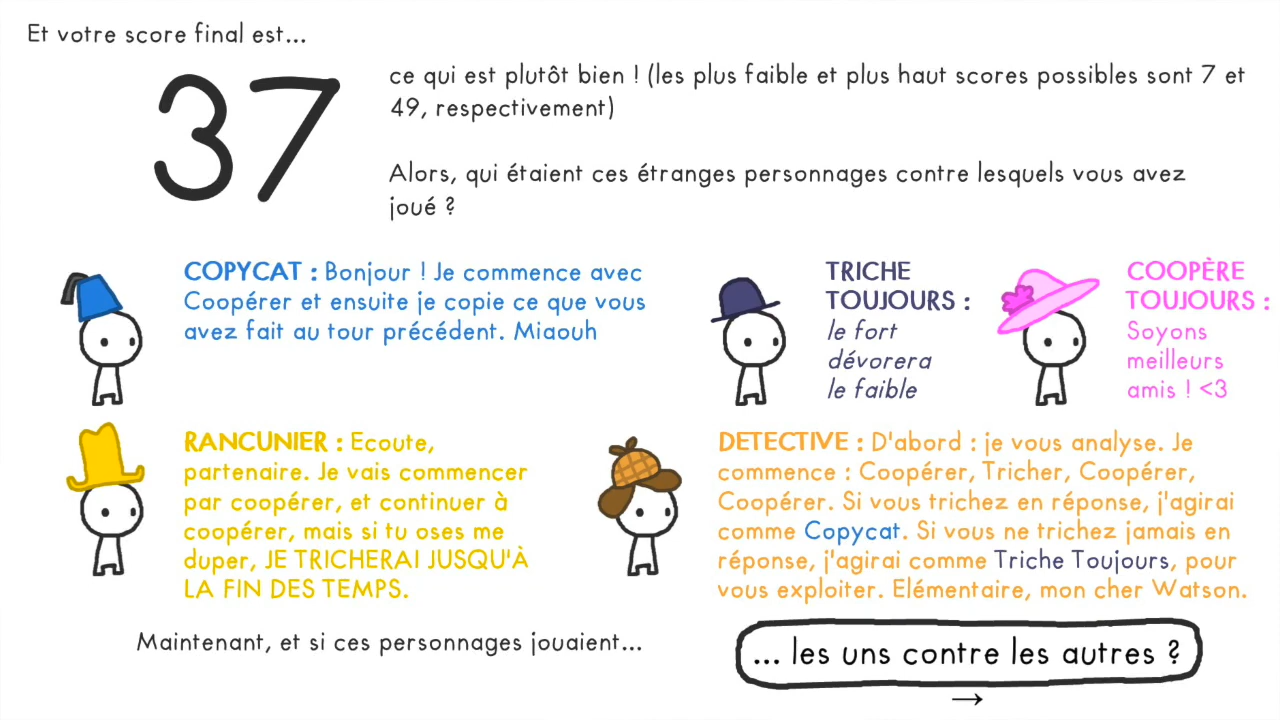 Et votre score final est...
37
ce qui est plutôt bien ! (les plus faible et plus haut scores possibles sont 7 et
49, respectivement)
Alors, qui étaient ces étranges personnages contre lesquels vous avez
joué ?
COPYCAT : Bonjour ! Je commence avec
Coopérer et ensuite je copie ce que vous
avez fait au tour précédent. Miaouh
TRICHE
TOUJOURS :
le fort
dévorera
le faible
COOPÈRE
TOUJOURS :
Soyons
meilleurs
amis ! <3
RANCUNIER : Ecoute,
partenaire. Je vais commencer
par coopérer, et continuer à
coopérer, mais si tu oses me
duper, JE TRICHERAI JUSQU'À
LA FIN DES TEMPS.
DETECTIVE : D'abord : je vous analyse. Je
commence : Coopérer, Tricher, Coopérer,
Coopérer. Si vous trichez en réponse, j'agirai
comme Copycat. Si vous ne trichez jamais en
réponse, j'agirai comme Triche Toujours, pour
vous exploiter. Elémentaire, mon cher Watson.
Maintenant, et si ces personnages jouaient...
... les uns contre les autres ?
→